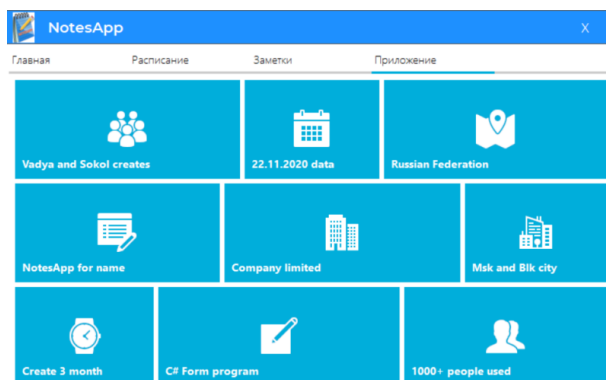 NotesApp
X
Главная Расписание Заметки Приложение
Vadya and Sokol creates
22.11.2020 data
Russian Federation
NotesApp for name
Company limited
Msk and Blk city
Create 3 month
C# Form program
1000+ people used